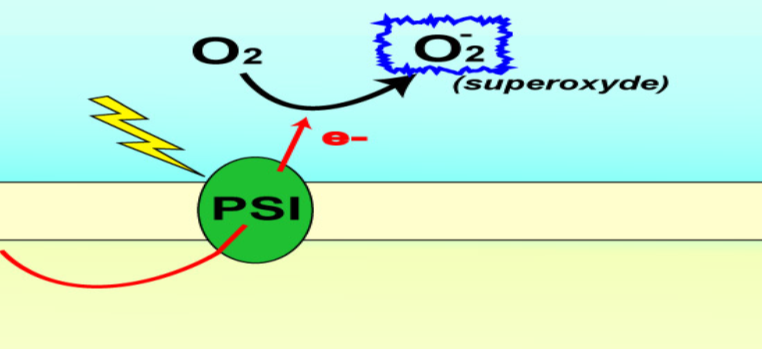 O2
O2-
(superoxyde)
e-
PSI